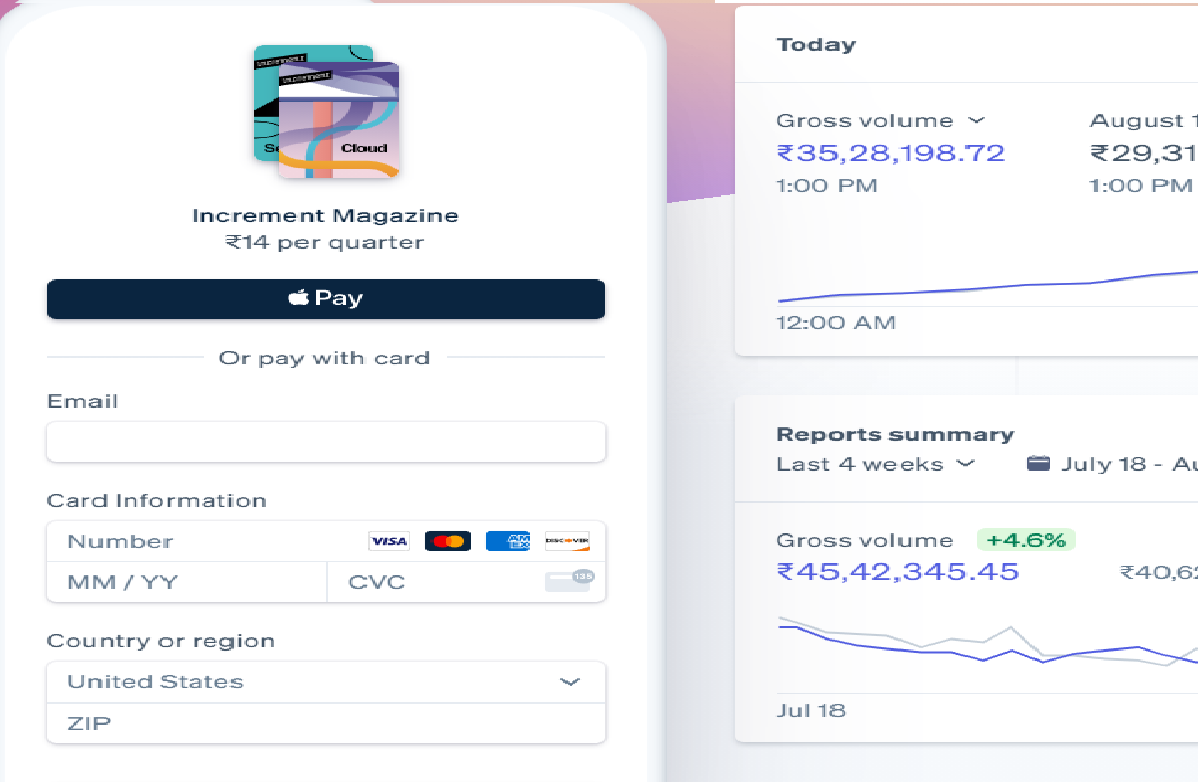 Increment
Increment
Cloud
Increment Magazine
₹14 per quarter
Pay
Or pay with card
Email
Card Information
Number VISA AMEX DISCOVER
MM / YY CVC 135
Country or region
United States
ZIP
Today
Gross volume August 1
₹35,28,198.72 ₹29,31
1:00 PM 1:00 PM
12:00 AM
Reports summary
Last 4 weeks July 18 - Au
Gross volume +4.6%
₹45,42,345.45 ₹40,62
Jul 18